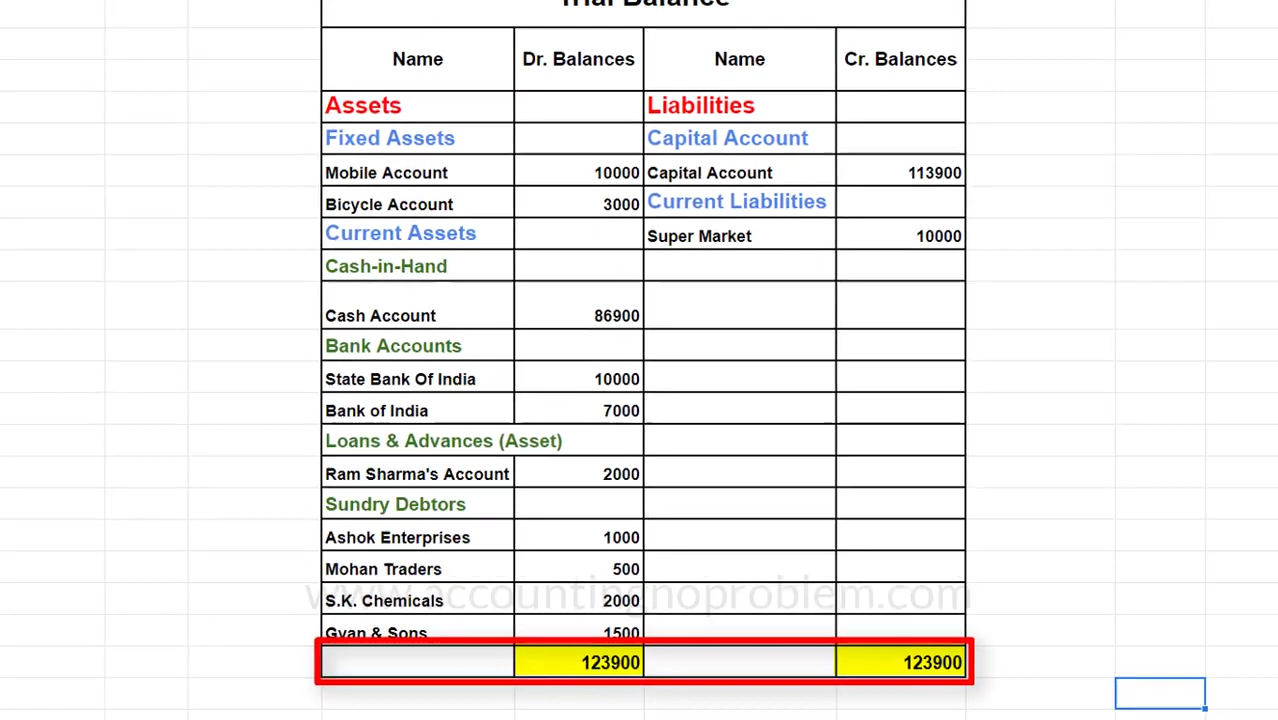 Trial Balance
Name Dr. Balances Name Cr. Balances
Assets Liabilities
Fixed Assets Capital Account
Mobile Account 10000 Capital Account 113900
Bicycle Account 3000 Current Liabilities
Current Assets Super Market 10000
Cash-in-Hand
Cash Account 86900
Bank Accounts
State Bank Of India 10000
Bank of India 7000
Loans & Advances (Asset)
Ram Sharma's Account 2000
Sundry Debtors
Ashok Enterprises 1000
Mohan Traders 500
www.accountingnoproblem.com
S.K. Chemicals 2000
Gyan & Sons 1500
123900 123900